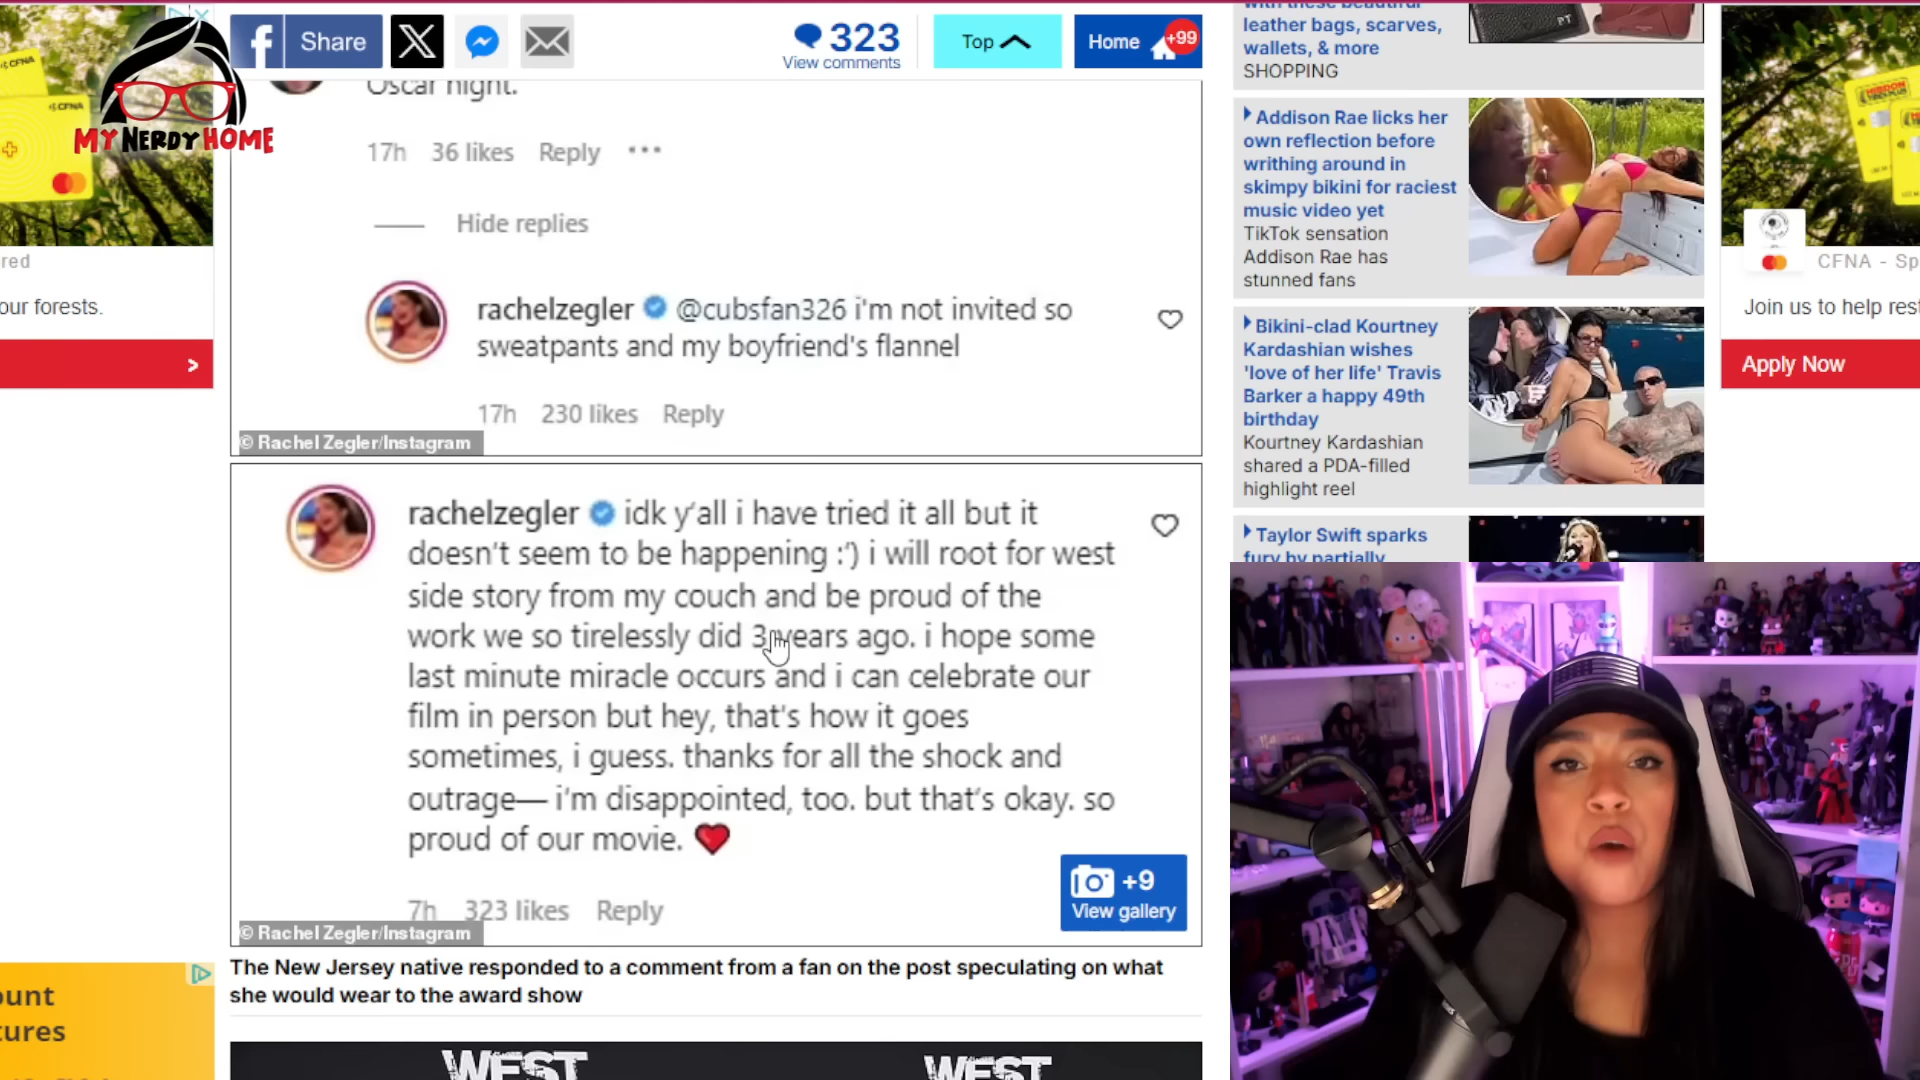 MY NERDY HOME
red
our forests.
Share
323
View comments
Top
Home
+99
Oscar night.
17h 36 likes Reply •••
Hide replies
rachelzegler @cubsfan326 i'm not invited so
sweatpants and my boyfriend's flannel
17h 230 likes Reply
© Rachel Zegler/Instagram
rachelzegler idk y'all i have tried it all but it
doesn't seem to be happening :') i will root for west
side story from my couch and be proud of the
work we so tirelessly did 3 years ago. i hope some
last minute miracle occurs and i can celebrate our
film in person but hey, that's how it goes
sometimes, i guess. thanks for all the shock and
outrage— i'm disappointed, too. but that's okay. so
proud of our movie. ❤️
7h 323 likes Reply
+9
View gallery
© Rachel Zegler/Instagram
The New Jersey native responded to a comment from a fan on the post speculating on what
she would wear to the award show
WEST WEST
ount
tures
with these beautiful
leather bags, scarves,
wallets, & more
SHOPPING
PT
Addison Rae licks her
own reflection before
writhing around in
skimpy bikini for raciest
music video yet
TikTok sensation
Addison Rae has
stunned fans
Bikini-clad Kourtney
Kardashian wishes
'love of her life' Travis
Barker a happy 49th
birthday
Kourtney Kardashian
shared a PDA-filled
highlight reel
Taylor Swift sparks
fury by partially
CFNA - Sp
Join us to help rest
Apply Now